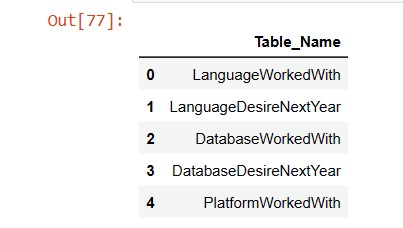 Out[77]:
Table_Name
0 LanguageWorkedWith
1 LanguageDesireNextYear
2 DatabaseWorkedWith
3 DatabaseDesireNextYear
4 PlatformWorkedWith